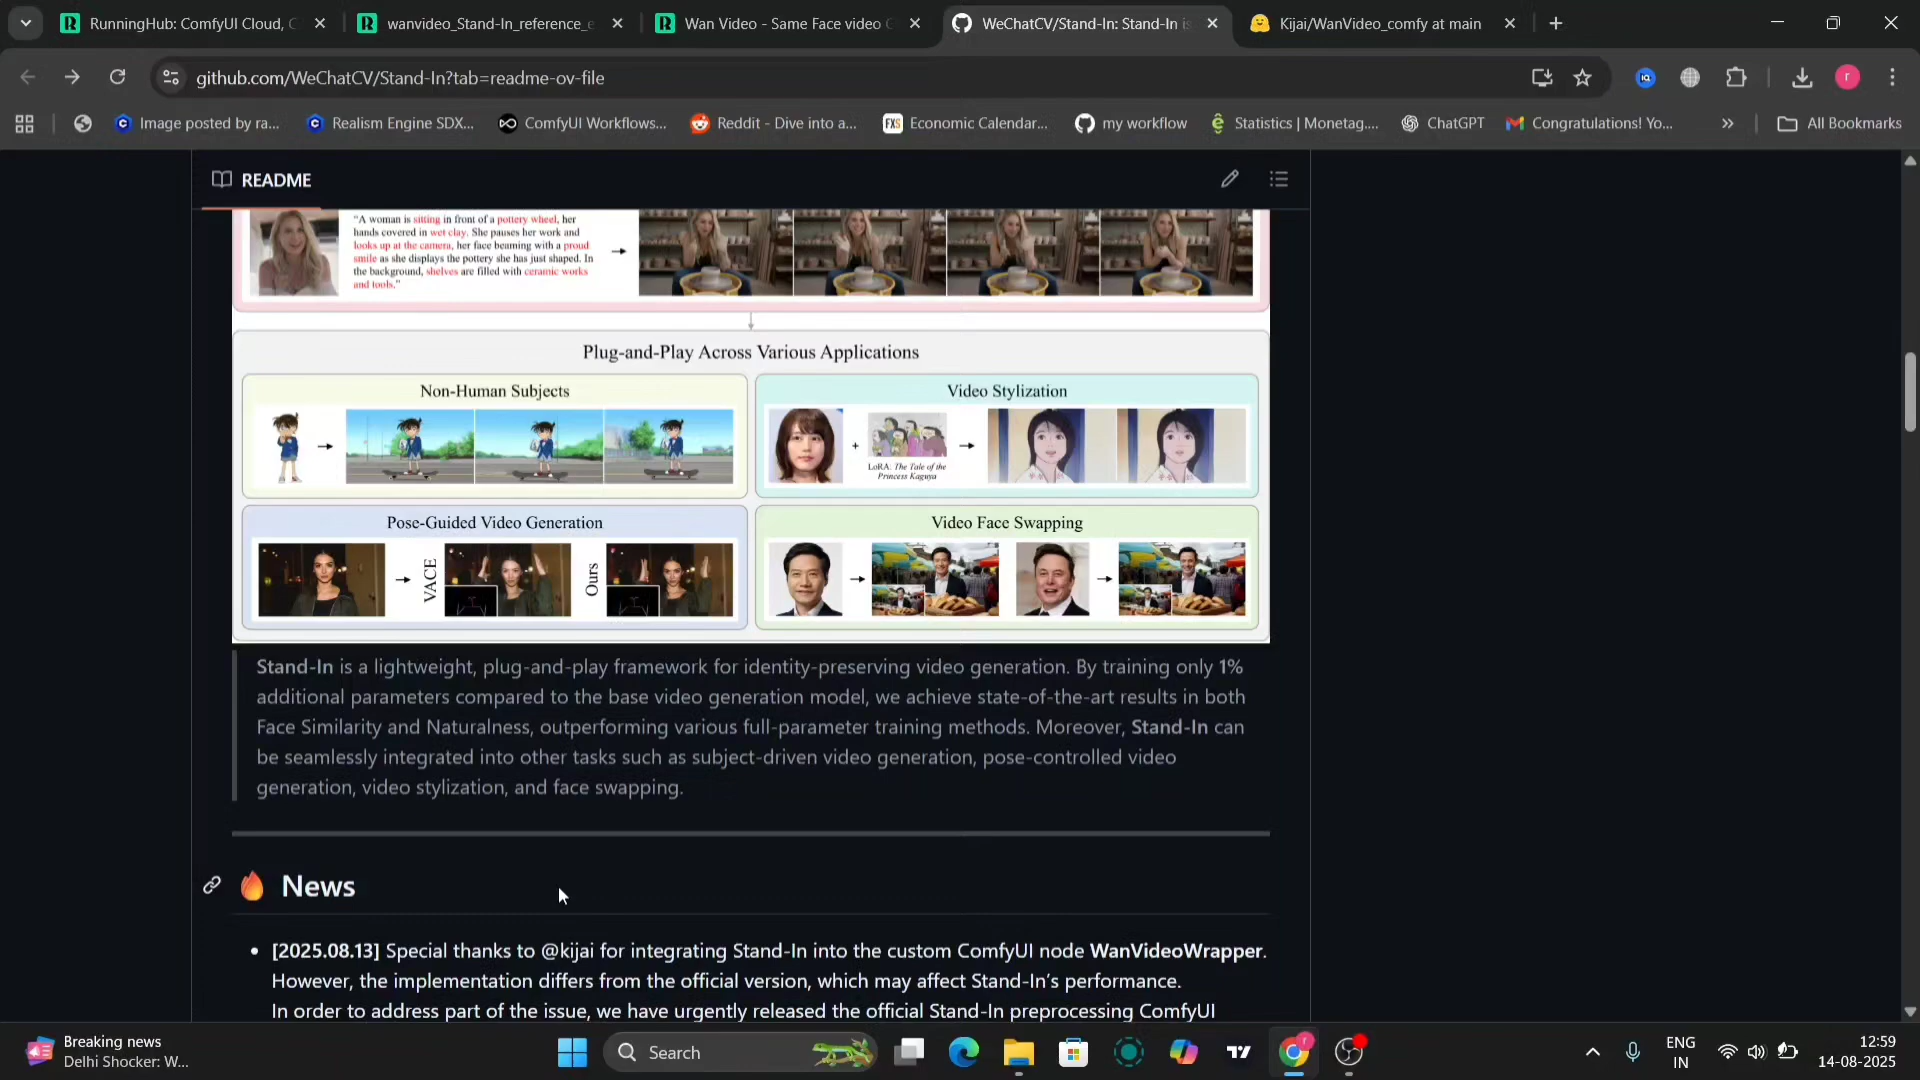 RunningHub: ComfyUI Cloud, C
wanvideo_Stand-In_reference_e
Wan Video - Same Face video G
WeChatCV/Stand-In: Stand-In is
Kijai/WanVideo_comfy at main
github.com/WeChatCV/Stand-In?tab=readme-ov-file
r
Image posted by ra...
Realism Engine SDX...
ComfyUI Workflows...
Reddit - Dive into a...
FXS
Economic Calendar...
my workflow
Statistics | Monetag....
ChatGPT
Congratulations! Yo...
All Bookmarks
README
"A woman is sitting in front of a pottery wheel, her
hands covered in wet clay. She pauses her work and
looks up at the camera, her face beaming with a proud
smile as she displays the pottery she has just shaped. In
the background, shelves are filled with ceramic works
and tools."
Plug-and-Play Across Various Applications
Non-Human Subjects
Video Stylization
+
LoRA: The Tale of the
Princess Kaguya
Pose-Guided Video Generation
Video Face Swapping
VACE
Ours
Stand-In is a lightweight, plug-and-play framework for identity-preserving video generation. By training only 1%
additional parameters compared to the base video generation model, we achieve state-of-the-art results in both
Face Similarity and Naturalness, outperforming various full-parameter training methods. Moreover, Stand-In can
be seamlessly integrated into other tasks such as subject-driven video generation, pose-controlled video
generation, video stylization, and face swapping.
News
• [2025.08.13] Special thanks to @kijai for integrating Stand-In into the custom ComfyUI node WanVideoWrapper.
However, the implementation differs from the official version, which may affect Stand-In's performance.
In order to address part of the issue, we have urgently released the official Stand-In preprocessing ComfyUI
Breaking news
Delhi Shocker: W...
Search
ENG
IN
12:59
14-08-2025